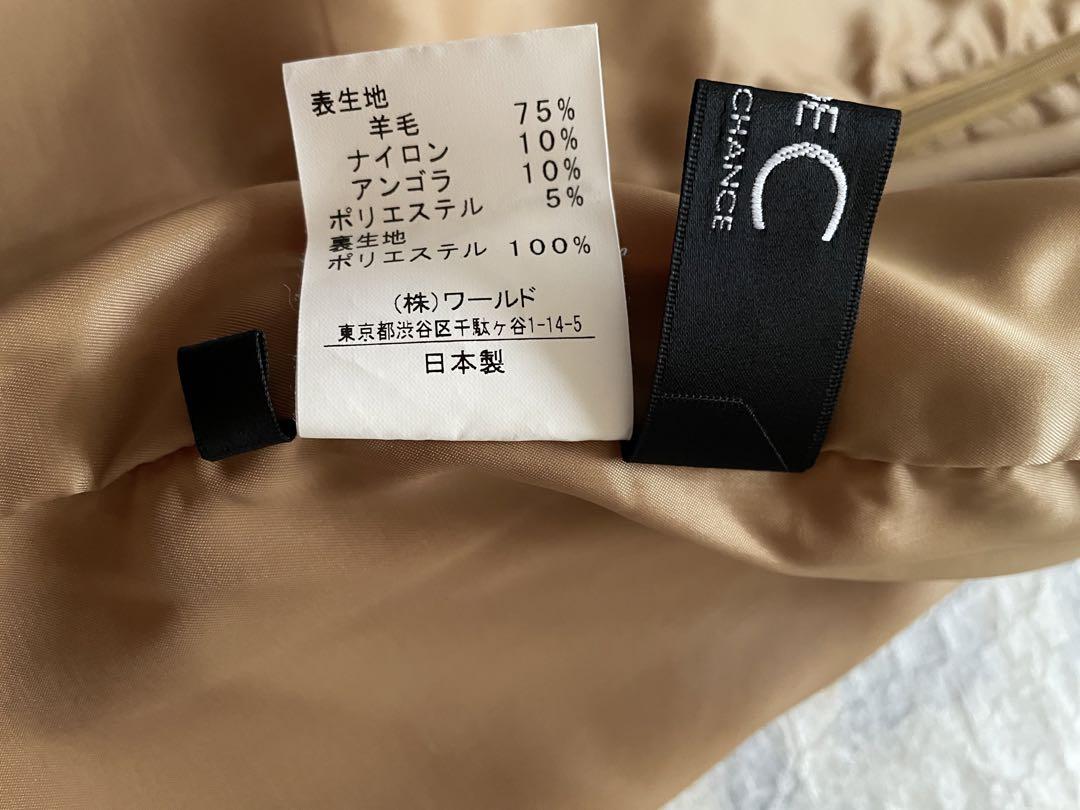 表生地
羊毛 75%
ナイロン 10%
アンゴラ 10%
ポリエステル 5%
裏生地
ポリエステル 100%
(株)ワールド
東京都渋谷区千駄ヶ谷1-14-5
日本製
C
CHANCE